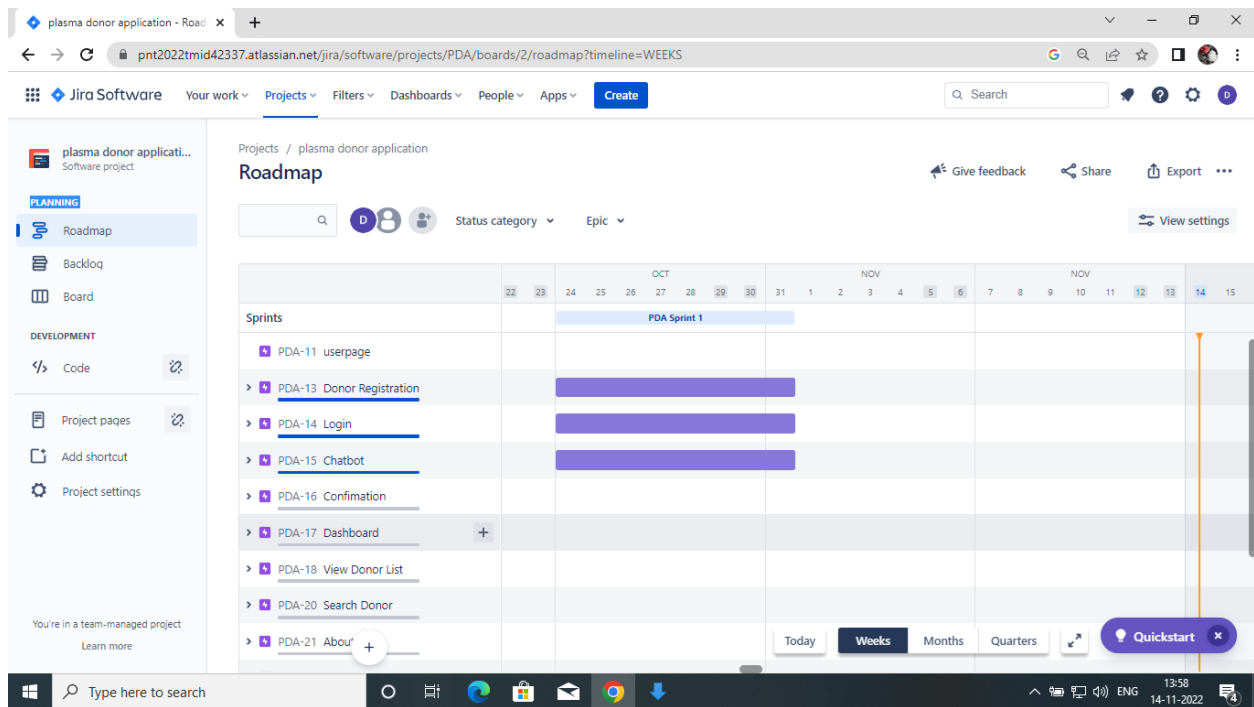 plasma donor application - Road
pnt2022tmid42337.atlassian.net/jira/software/projects/PDA/boards/2/roadmap?timeline=WEEKS
Jira Software Your work Projects Filters Dashboards People Apps Create Search D
plasma donor applicati...
Software project
PLANNING
Roadmap
Backlog
Board
DEVELOPMENT
Code
Project pages
Add shortcut
Project settings
You're in a team-managed project
Learn more
Projects / plasma donor application
Roadmap
Give feedback Share Export
D Status category Epic View settings
OCT NOV NOV
22 23 24 25 26 27 28 29 30 31 1 2 3 4 5 6 7 8 9 10 11 12 13 14 15
Sprints PDA Sprint 1
PDA-11 userpage
PDA-13 Donor Registration
PDA-14 Login
PDA-15 Chatbot
PDA-16 Confimation
PDA-17 Dashboard
PDA-18 View Donor List
PDA-20 Search Donor
PDA-21 About
Today Weeks Months Quarters Quickstart
Type here to search ENG 13:58
14-11-2022 4